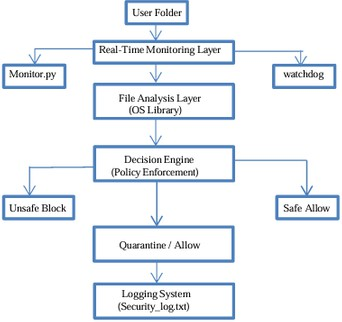 User Folder
Real-Time Monitoring Layer
Monitor.py
watchdog
File Analysis Layer
(OS Library)
Decision Engine
(Policy Enforcement)
Unsafe Block
Safe Allow
Quarantine / Allow
Logging System
(Security_log.txt)